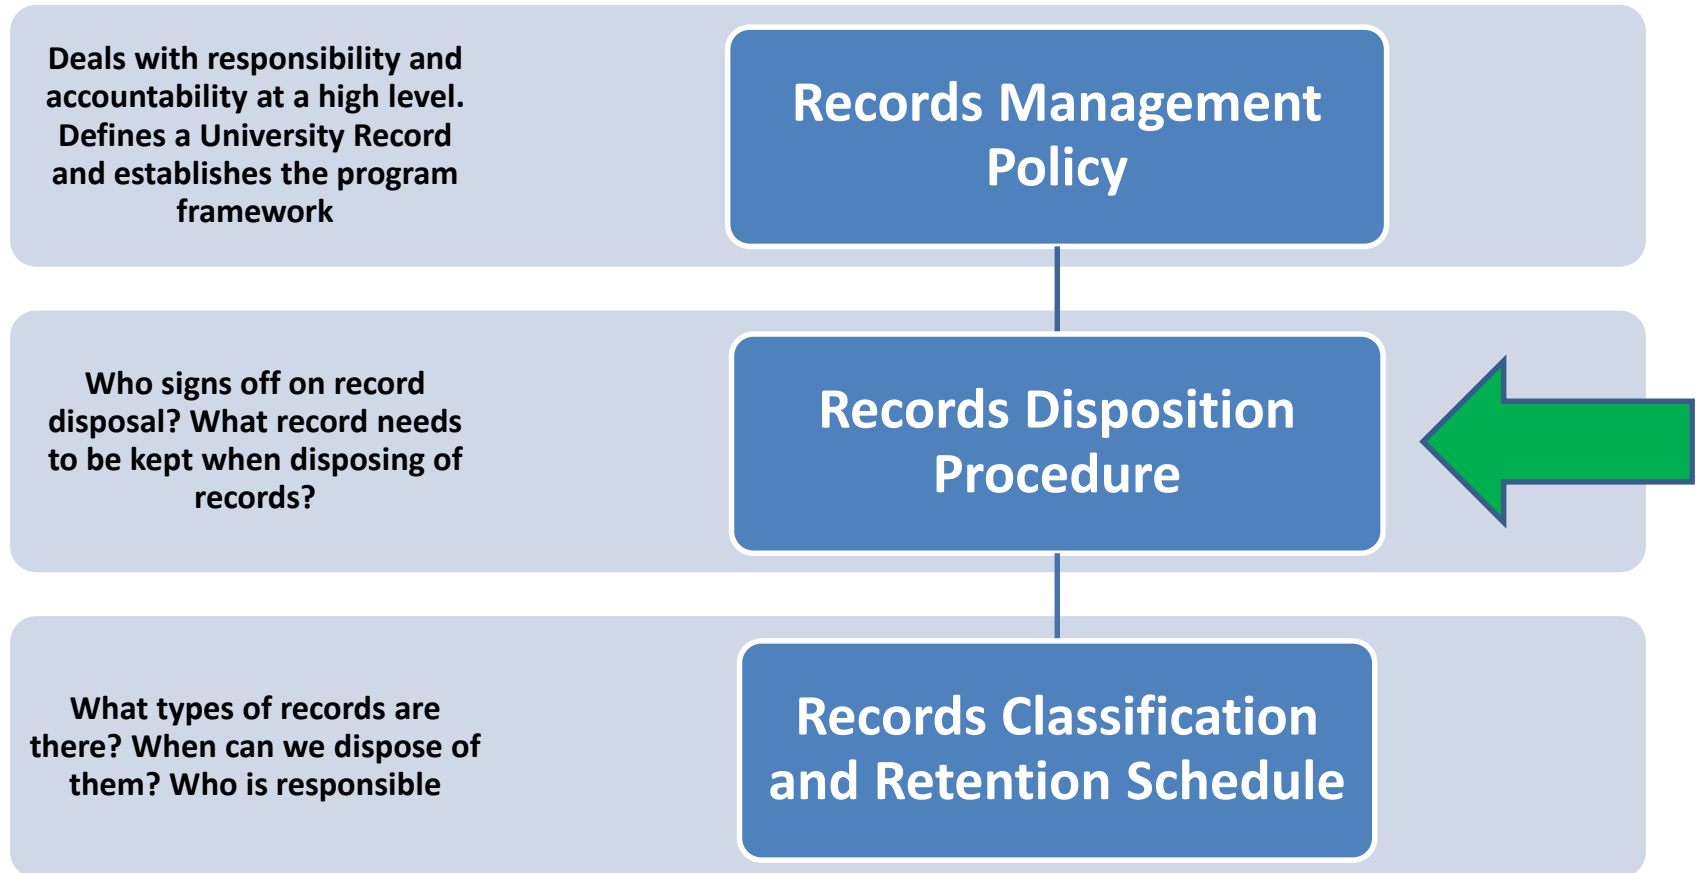 Deals with responsibility and
accountability at a high level.
Defines a University Record
and establishes the program
framework
Records Management
Policy
Who signs off on record
disposal? What record needs
to be kept when disposing of
records?
Records Disposition
Procedure
What types of records are
there? When can we dispose of
them? Who is responsible
Records Classification
and Retention Schedule